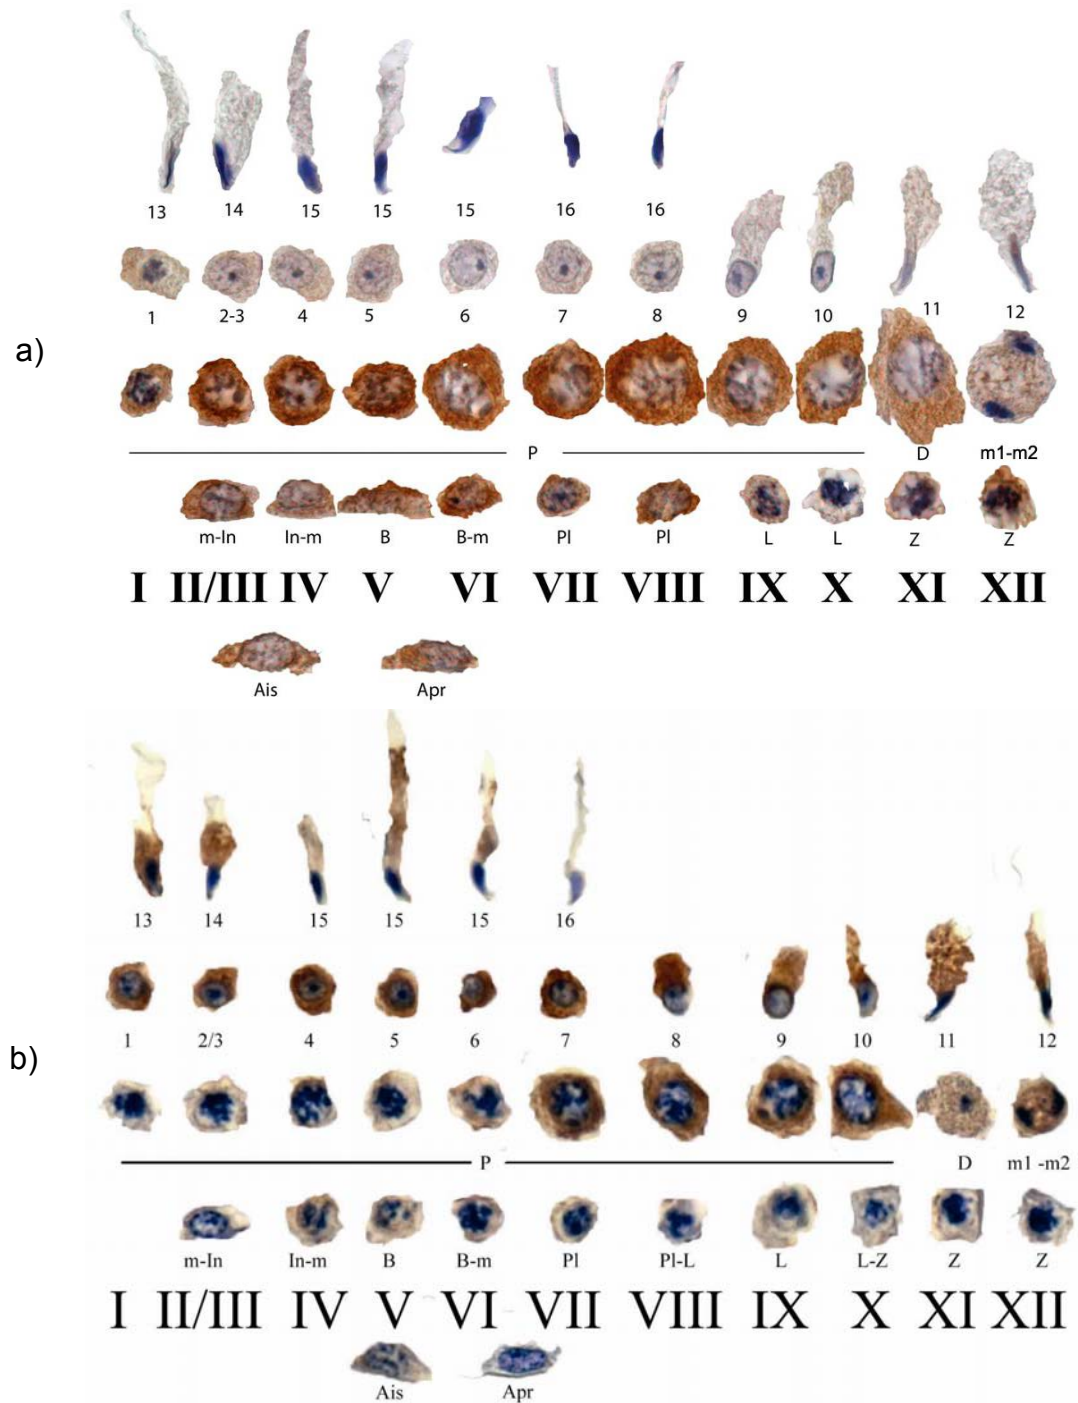 13 14 15 15 15 16 16
1 2-3 4 5 6 7 8 9 10 11 12
a)
P D m1-m2
m-In In-m B B-m Pl Pl L L Z Z
I II/III IV V VI VII VIII IX X XI XII
Ais Apr
13 14 15 15 15 16
1 2/3 4 5 6 7 8 9 10 11 12
b)
P D m1 -m2
m-In In-m B B-m Pl Pl-L L L-Z Z Z
I II/III IV V VI VII VIII IX X XI XII
Ais Apr